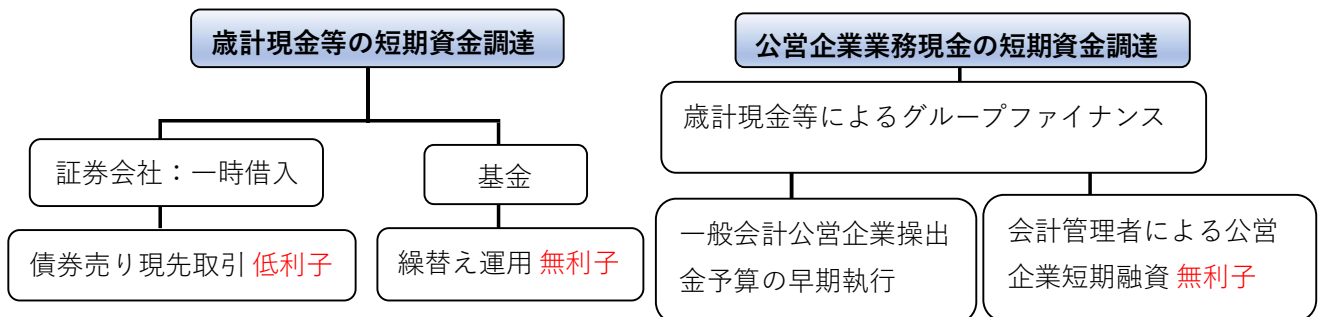 歳計現金等の短期資金調達
証券会社：一時借入
基金
債券売り現先取引 低利子
繰替え運用 無利子
公営企業業務現金の短期資金調達
歳計現金等によるグループファイナンス
一般会計公営企業操出
金予算の早期執行
会計管理者による公営
企業短期融資 無利子